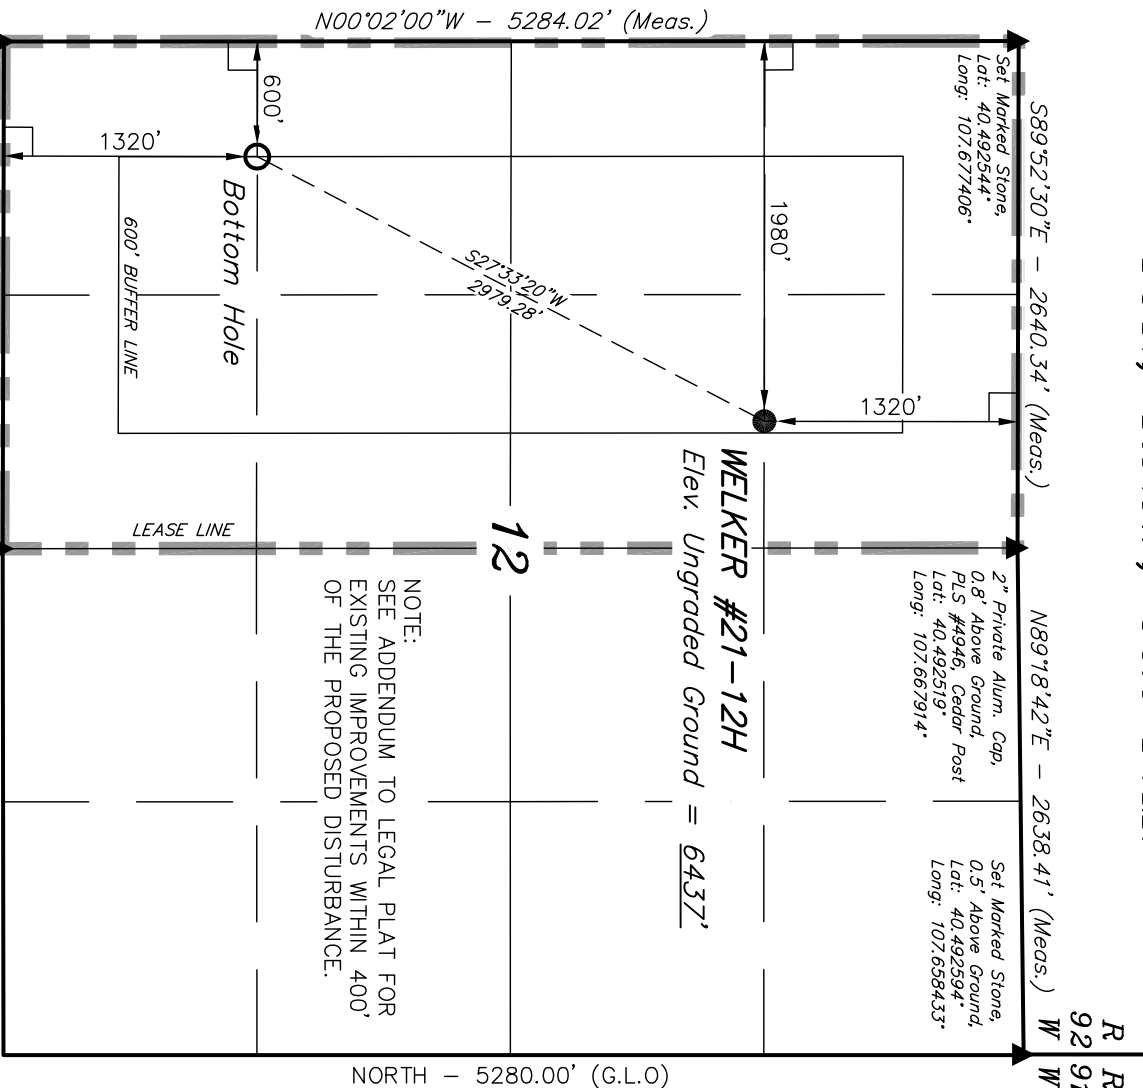 N00°02'00"W – 5284.02' (Meas.)
Set Marked Stone,
Lat: 40.492544°
Long: 107.677406°
S89°52'30"E – 2640.34' (Meas.)
2" Private Alum. Cap,
0.8' Above Ground,
PLS #4946, Cedar Post
Lat: 40.492519°
Long: 107.667914°
N89°18'42"E – 2638.41' (Meas.)
Set Marked Stone,
0.5' Above Ground,
Lat: 40.492594°
Long: 107.658433°
R
92
W
R
W
600'
1320'
Bottom Hole
600' BUFFER LINE
S27°33'20"W
2979.28'
1980'
1320'
WELKER #21–12H
Elev. Ungraded Ground = 6437'
LEASE LINE
12
NOTE:
SEE ADDENDUM TO LEGAL PLAT FOR
EXISTING IMPROVEMENTS WITHIN 400'
OF THE PROPOSED DISTURBANCE.
NORTH – 5280.00' (G.L.O)